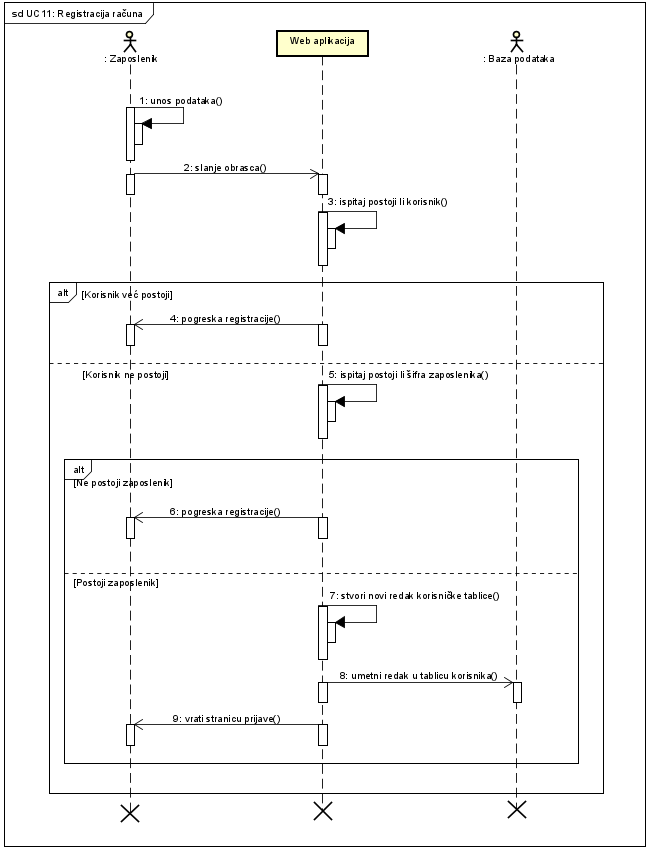 sd UC11: Registracija računa
: Zaposlenik
Web aplikacija
: Baza podataka
1: unos podataka()
2: slanje obrasca()
3: ispitaj postoji li korisnik()
alt
[Korisnik već postoji]
4: pogreska registracije()
[Korisnik ne postoji]
5: ispitaj postoji li šifra zaposlenika()
alt
[Ne postoji zaposlenik]
6: pogreska registracije()
[Postoji zaposlenik]
7: stvori novi redak korisničke tablice()
8: umetni redak u tablicu korisnika()
9: vrati stranicu prijave()